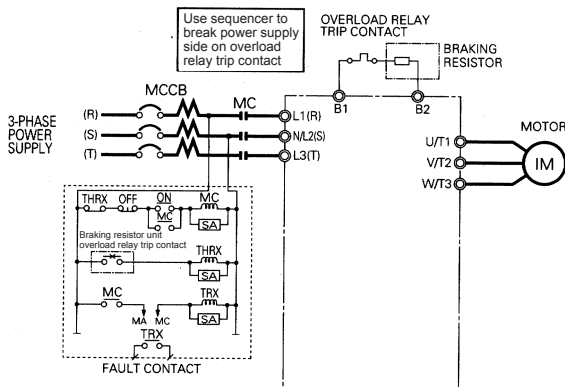 Use sequencer to
break power supply
side on overload
relay trip contact
OVERLOAD RELAY
TRIP CONTACT
BRAKING
RESISTOR
B1
B2
MCCB
MC
3-PHASE
POWER
SUPPLY
(R)
(S)
(T)
L1(R)
N/L2(S)
L3(T)
U/T1
V/T2
W/T3
MOTOR
IM
THRX
OFF
ON
MC
MC
SA
Braking resistor unit
overload relay trip contact
THRX
SA
MC
TRX
SA
MA
MC
TRX
FAULT CONTACT